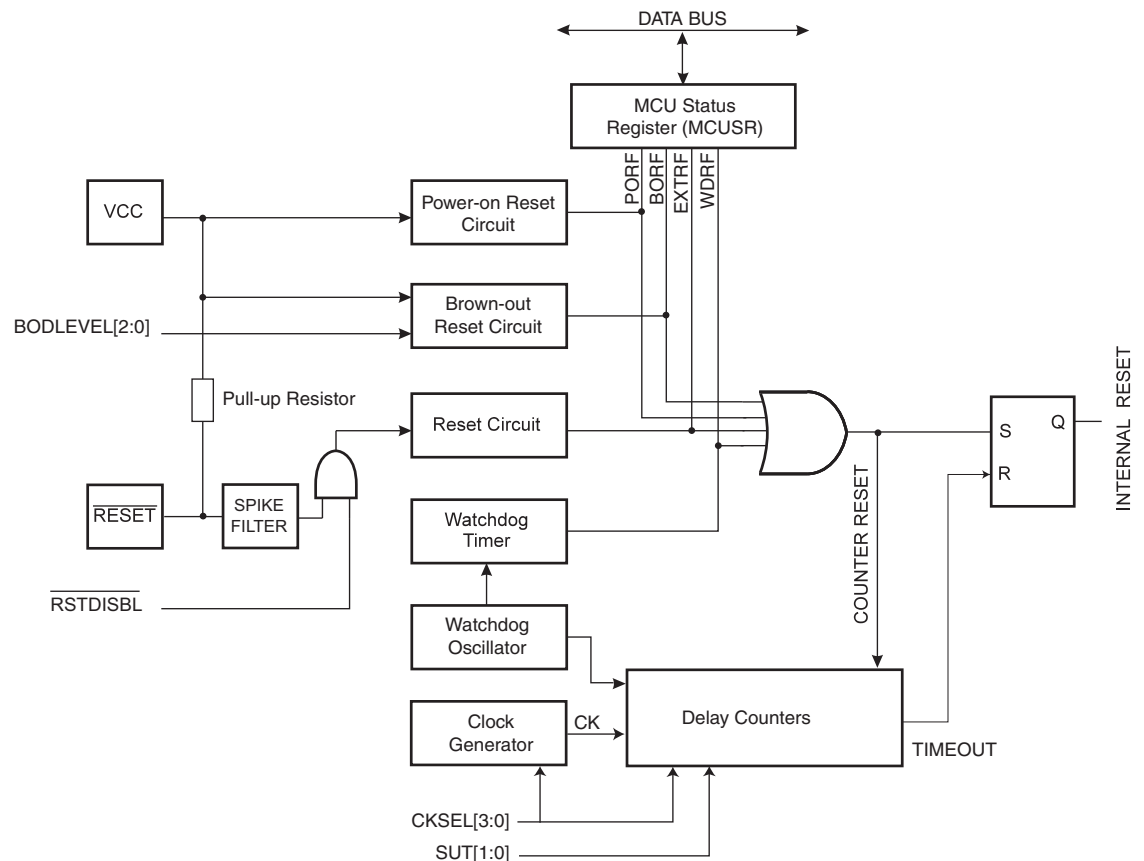 DATA BUS
MCU Status
Register (MCUSR)
PORF
BORF
EXTRF
WDRF
VCC
Power-on Reset
Circuit
BODLEVEL[2:0]
Brown-out
Reset Circuit
Pull-up Resistor
Reset Circuit
RESET
SPIKE
FILTER
RSTDISBL
Watchdog
Timer
Watchdog
Oscillator
Clock
Generator
CK
Delay Counters
COUNTER RESET
S
R
Q
INTERNAL RESET
TIMEOUT
CKSEL[3:0]
SUT[1:0]